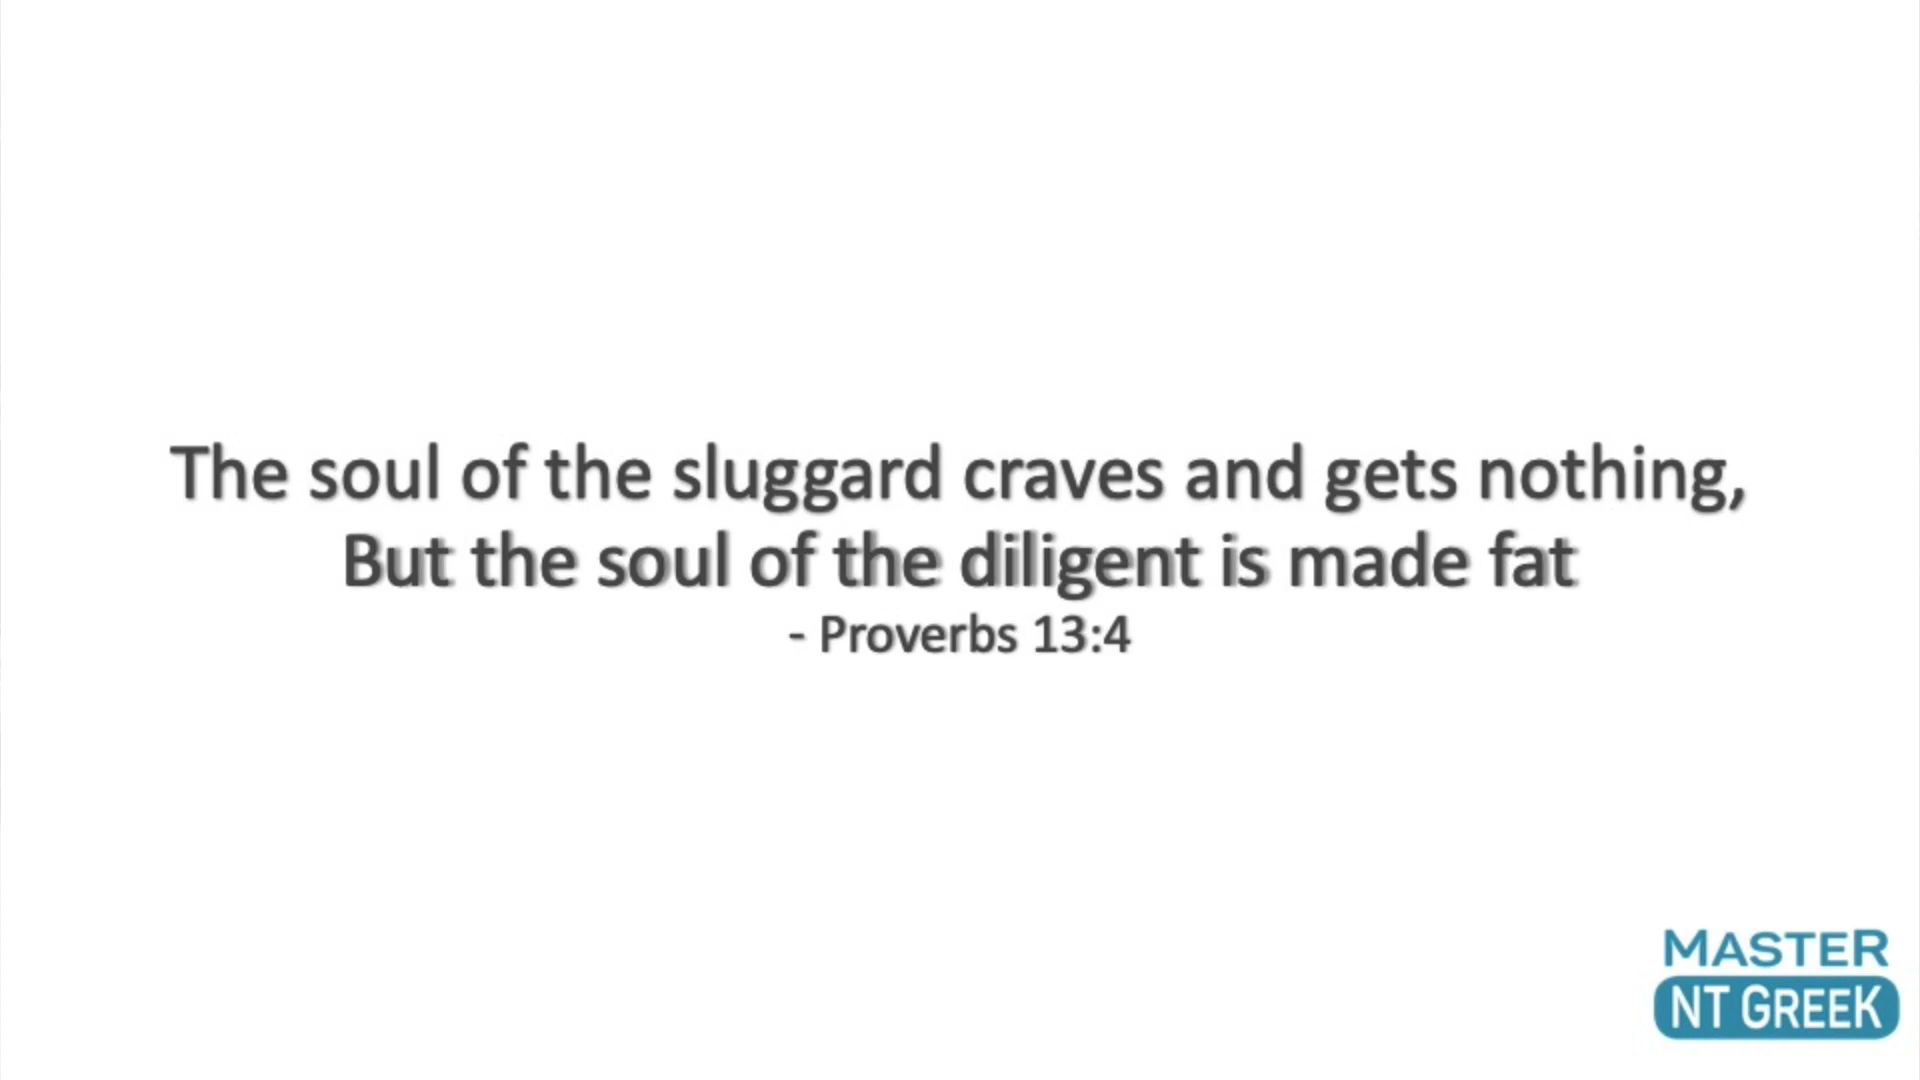 The soul of the sluggard craves and gets nothing,
But the soul of the diligent is made fat
- Proverbs 13:4
MASTER
NT GREEK